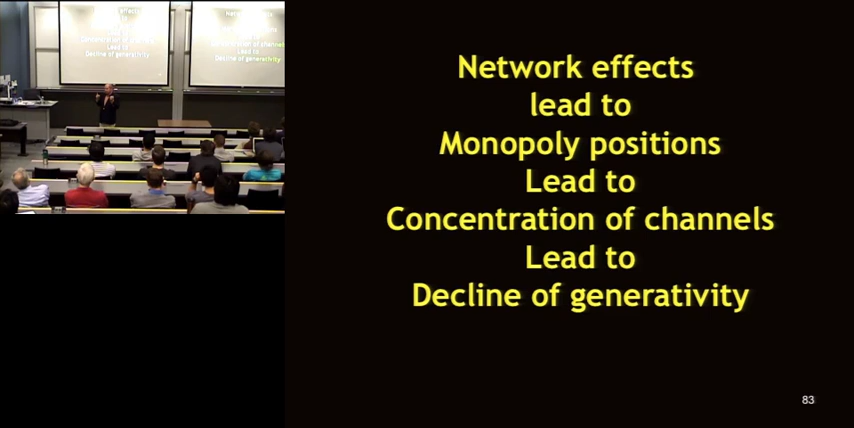 Network effects
lead to
Monopoly positions
Lead to
Concentration of channels
Lead to
Decline of generativity
83